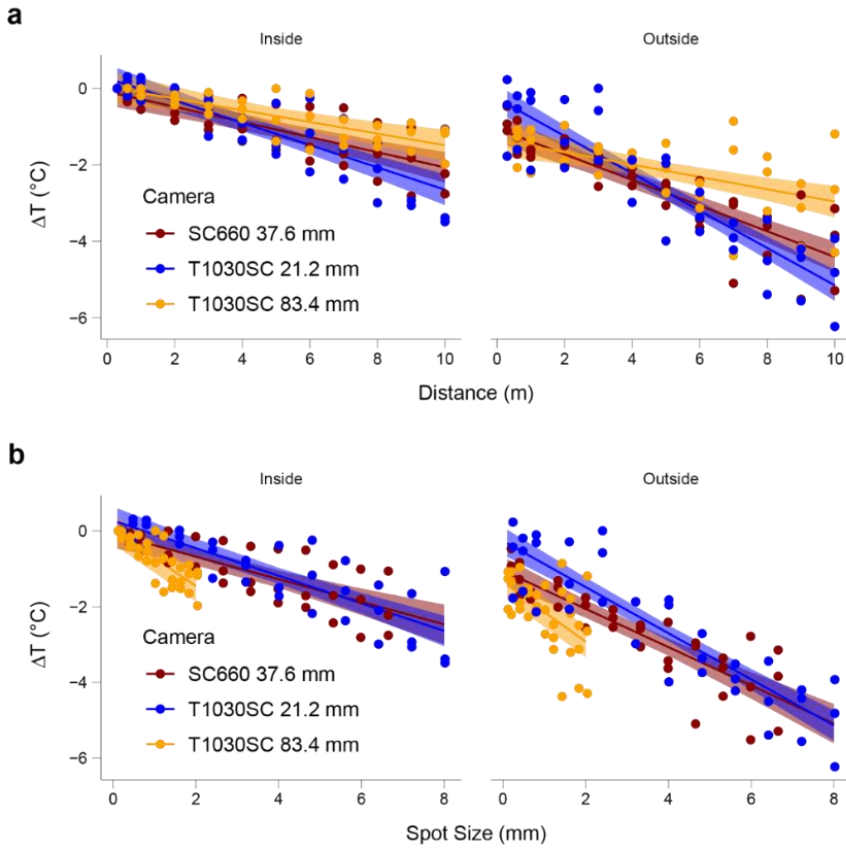 a
Inside Outside
0
−2
−4
−6
ΔT (°C)
Camera
SC660 37.6 mm
T1030SC 21.2 mm
T1030SC 83.4 mm
0 2 4 6 8 10 0 2 4 6 8 10
Distance (m)
b
Inside Outside
0
−2
−4
−6
ΔT (°C)
Camera
SC660 37.6 mm
T1030SC 21.2 mm
T1030SC 83.4 mm
0 2 4 6 8 0 2 4 6 8
Spot Size (mm)